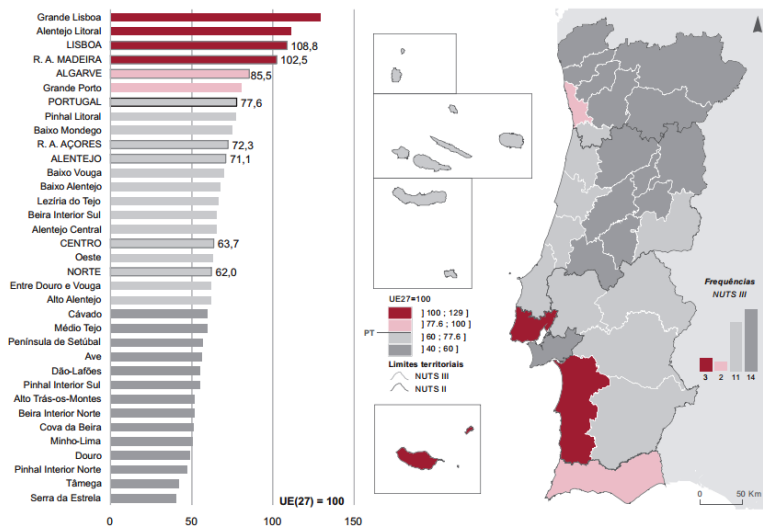 Grande Lisboa
Alentejo Litoral
LISBOA 108,8
R. A. MADEIRA 102,5
ALGARVE 85,5
Grande Porto
PORTUGAL 77,6
Pinhal Litoral
Baixo Mondego
R. A. AÇORES 72,3
ALENTEJO 71,1
Baixo Vouga
Baixo Alentejo
Lezíria do Tejo
Beira Interior Sul
Alentejo Central
CENTRO 63,7
Oeste
NORTE 62,0
Entre Douro e Vouga
Alto Alentejo
Cávado
Médio Tejo
Península de Setúbal
Ave
Dão-Lafões
Pinhal Interior Sul
Alto Trás-os-Montes
Beira Interior Norte
Cova da Beira
Minho-Lima
Douro
Pinhal Interior Norte
Tâmega
Serra da Estrela
UE(27) = 100
0 50 100 150
UE27=100
] 100 ; 129 ]
] 77.6 ; 100 ]
PT
] 60 ; 77.6 ]
] 40 ; 60 ]
Limites territoriais
NUTS III
NUTS II
Frequências
NUTS III
3 2 11 14
0 50 Km